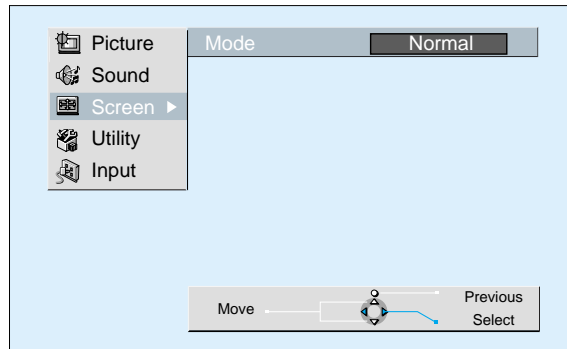 Picture
Mode Normal
Sound
Screen
Utility
Input
Move
Previous
Select